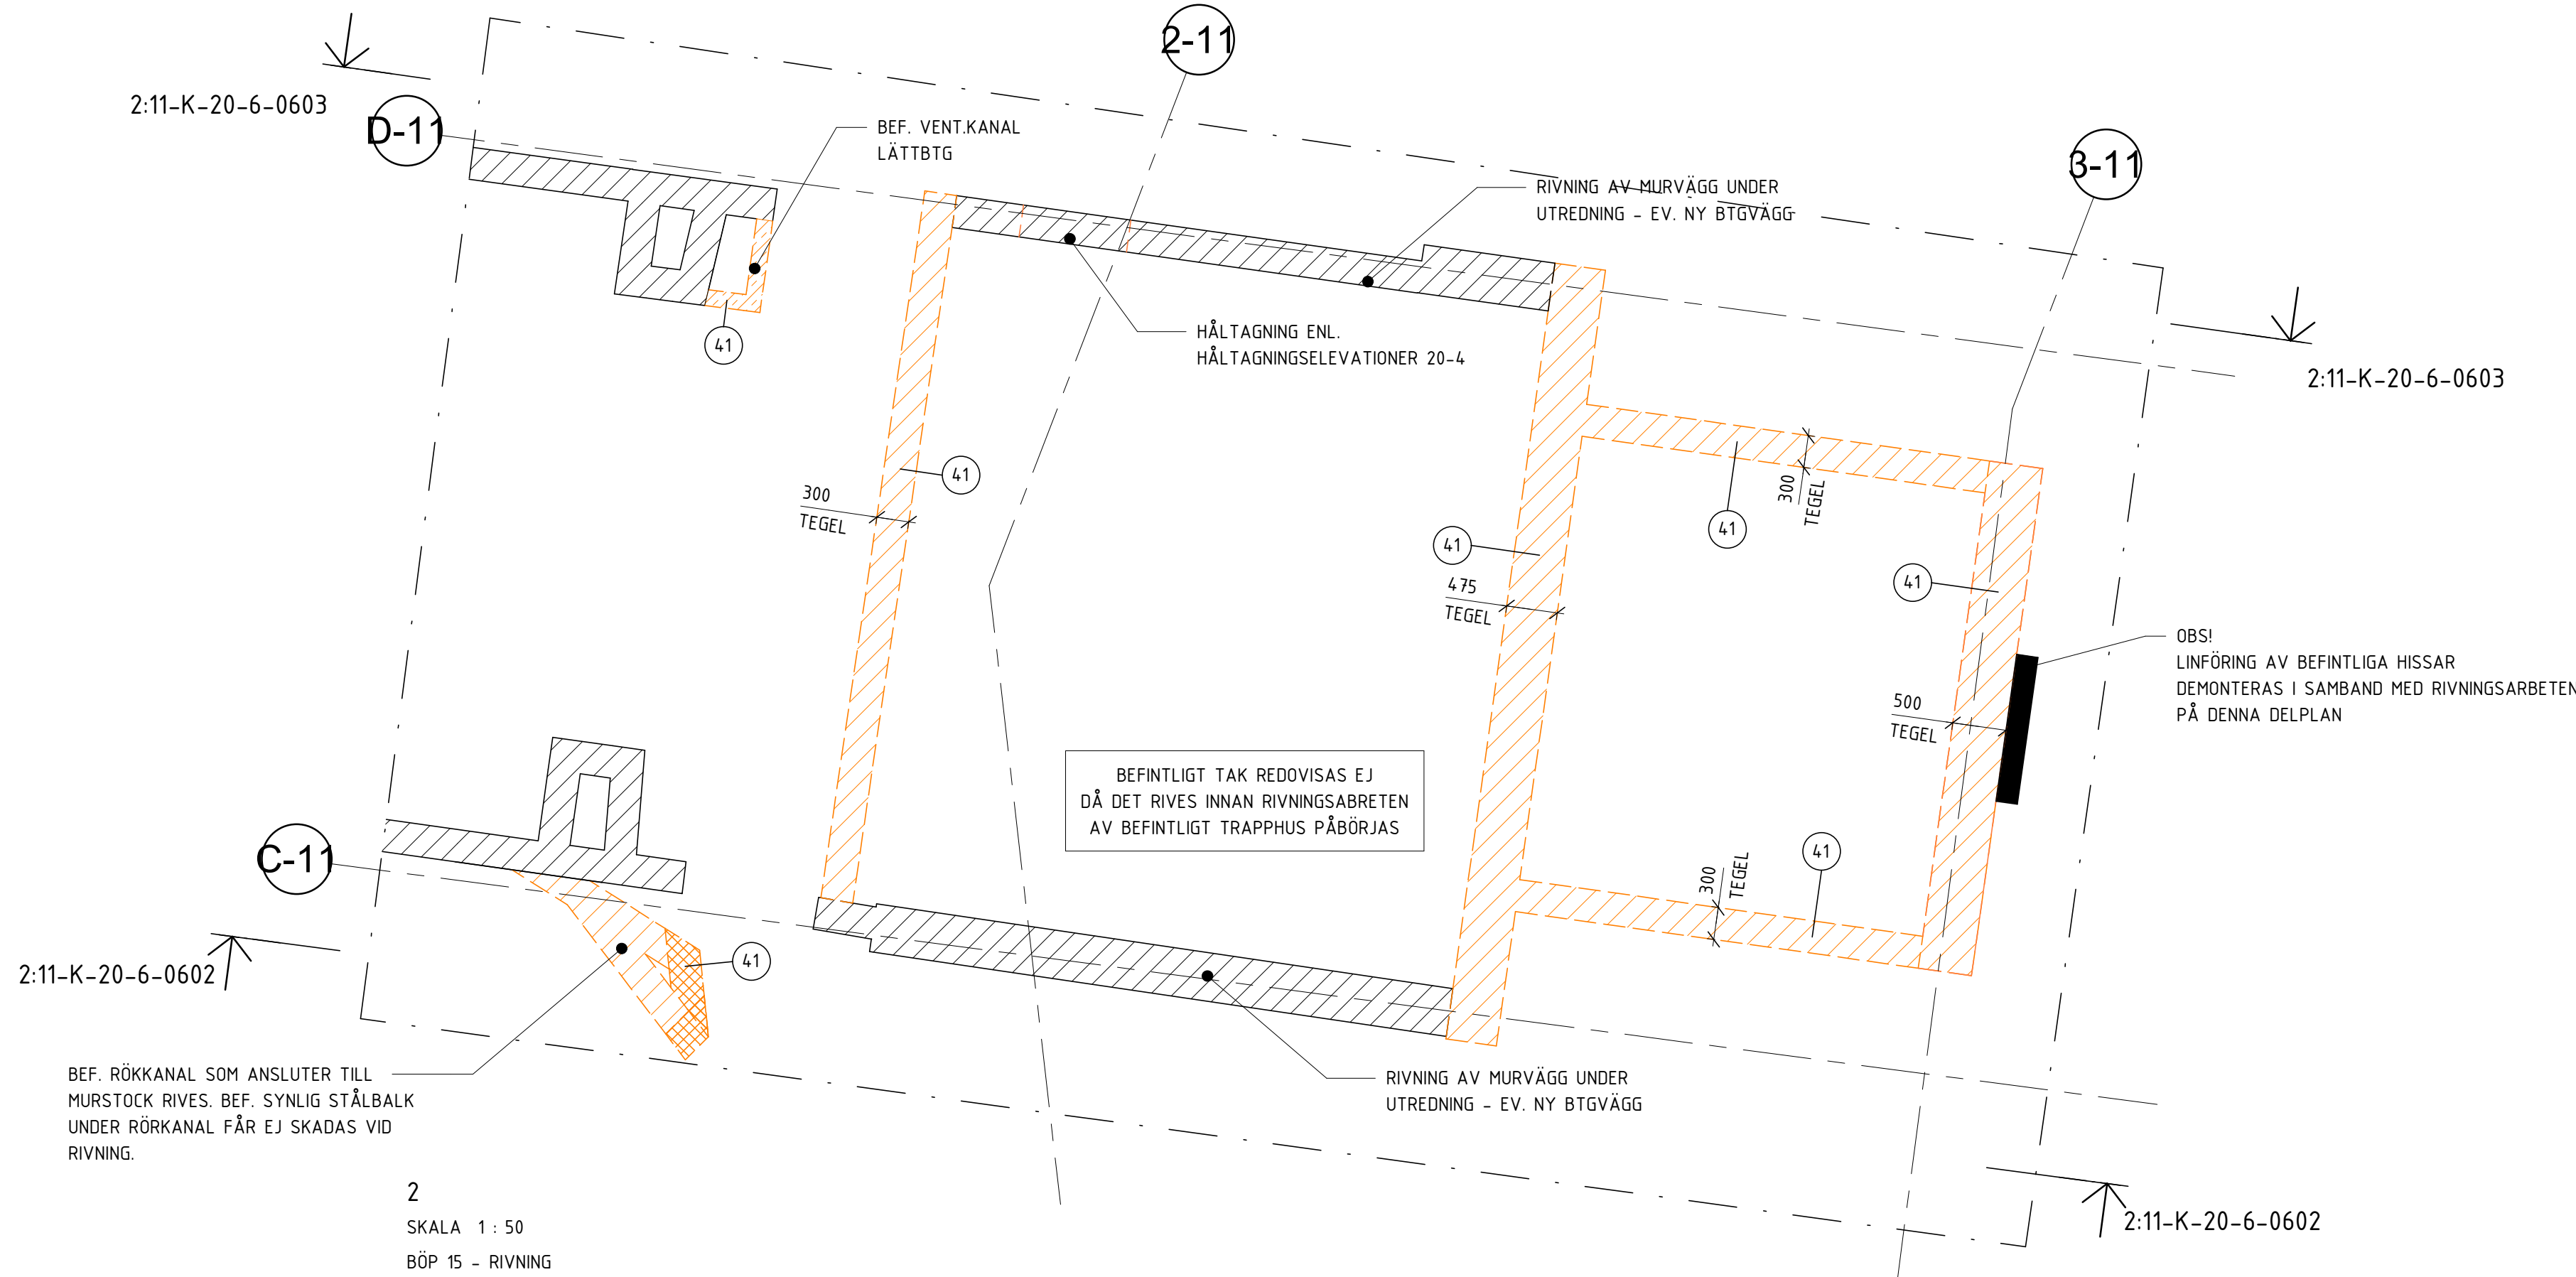 2-11
2:11-K-20-6-0603
D-11
BEF. VENT.KANAL
LÄTTBTG
3-11
RIVNING AV MURVÄGG UNDER
UTREDNING - EV. NY BTGVÄGG
41
HÅLTAGNING ENL.
HÅLTAGNINGSELEVATIONER 20-4
2:11-K-20-6-0603
41
300
TEGEL
300
TEGEL
41
41
475
TEGEL
41
OBS!
LINFÖRING AV BEFINTLIGA HISSAR
DEMONTERAS I SAMBAND MED RIVNINGSARBETEN
PÅ DENNA DELPLAN
500
TEGEL
BEFINTLIGT TAK REDOVISAS EJ
DÅ DET RIVES INNAN RIVNINGSABRETEN
AV BEFINTLIGT TRAPPHUS PÅBÖRJAS
C-11
41
300
TEGEL
2:11-K-20-6-0602
41
BEF. RÖKKANAL SOM ANSLUTER TILL
MURSTOCK RIVES. BEF. SYNLIG STÅLBALK
UNDER RÖRKANAL FÅR EJ SKADAS VID
RIVNING.
RIVNING AV MURVÄGG UNDER
UTREDNING - EV. NY BTGVÄGG
2:11-K-20-6-0602
2
SKALA 1 : 50
BÖP 15 - RIVNING